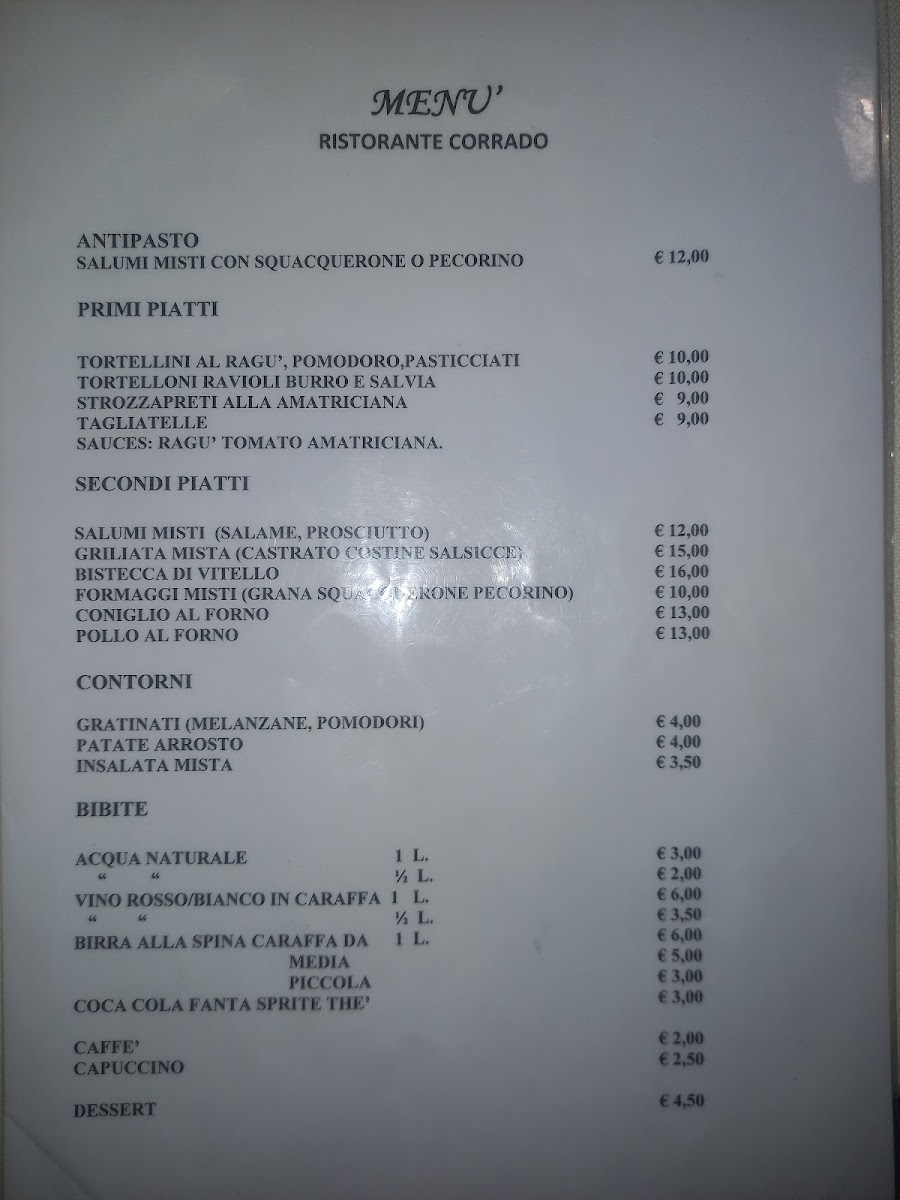 MENU'
RISTORANTE CORRADO
ANTIPASTO
SALUMI MISTI CON SQUACQUERONE O PECORINO € 12,00
PRIMI PIATTI
TORTELLINI AL RAGU', POMODORO,PASTICCIATI € 10,00
TORTELLONI RAVIOLI BURRO E SALVIA € 10,00
STROZZAPRETI ALLA AMATRICIANA € 9,00
TAGLIATELLE € 9,00
SAUCES: RAGU' TOMATO AMATRICIANA.
SECONDI PIATTI
SALUMI MISTI (SALAME, PROSCIUTTO) € 12,00
GRILIATA MISTA (CASTRATO COSTINE SALSICCE) € 15,00
BISTECCA DI VITELLO € 16,00
FORMAGGI MISTI (GRANA SQUACQUERONE PECORINO) € 10,00
CONIGLIO AL FORNO € 13,00
POLLO AL FORNO € 13,00
CONTORNI
GRATINATI (MELANZANE, POMODORI) € 4,00
PATATE ARROSTO € 4,00
INSALATA MISTA € 3,50
BIBITE
ACQUA NATURALE 1 L. € 3,00
“ “ ½ L. € 2,00
VINO ROSSO/BIANCO IN CARAFFA 1 L. € 6,00
“ “ ½ L. € 3,50
BIRRA ALLA SPINA CARAFFA DA 1 L. € 6,00
MEDIA € 5,00
PICCOLA € 3,00
COCA COLA FANTA SPRITE THE' € 3,00
CAFFE' € 2,00
CAPUCCINO € 2,50
DESSERT € 4,50